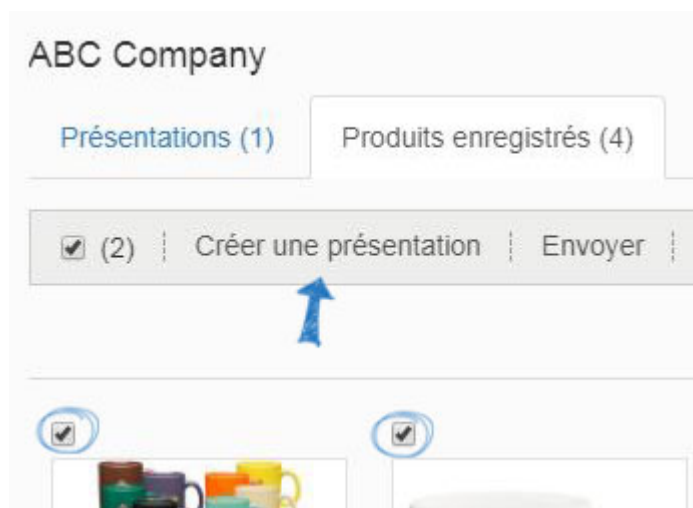 ABC Company
Présentations (1) Produits enregistrés (4)
(2) Créer une présentation Envoyer